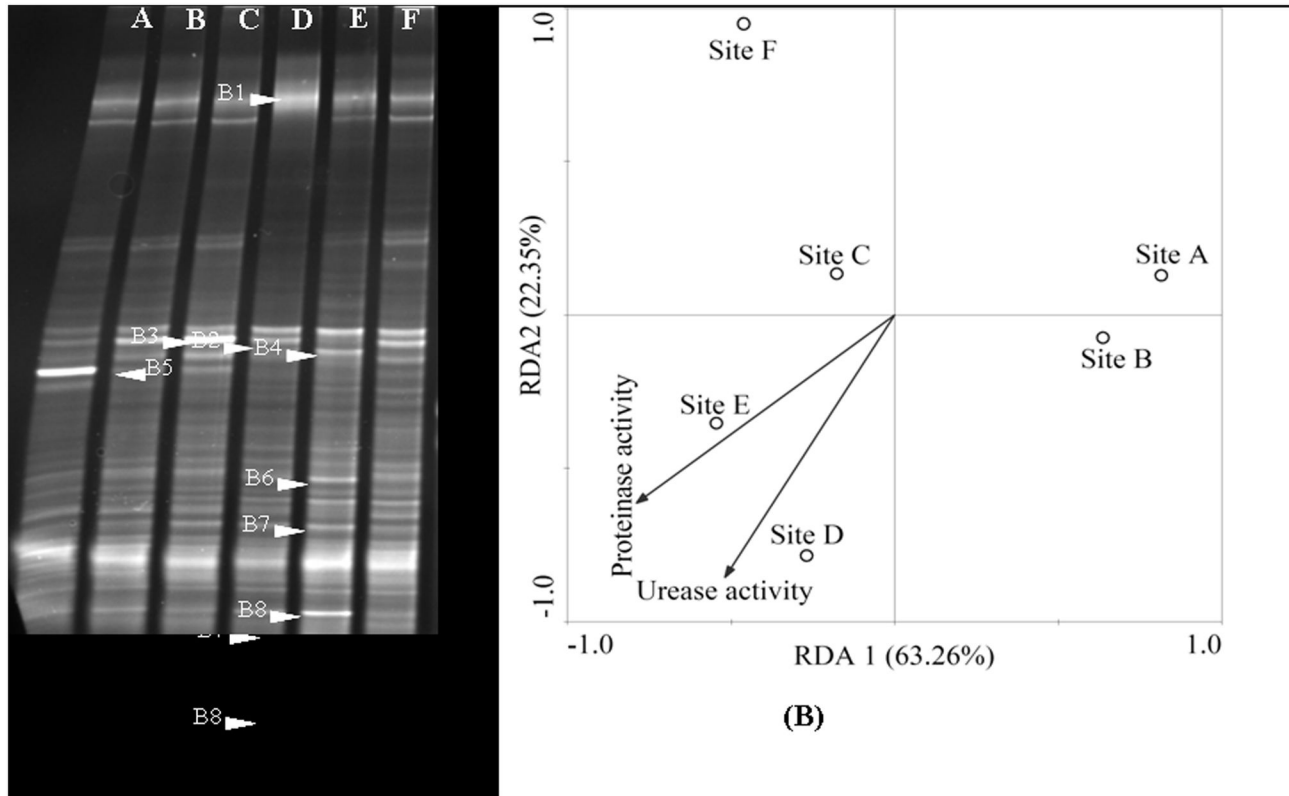 A B C D E F
B1
B3 B2 B4
B5
B6
B7
B8
B8
1.0
Site F
Site C
Site A
Site B
Site E
Site D
Proteinase activity
Urease activity
RDA2 (22.35%)
-1.0
-1.0
1.0
RDA 1 (63.26%)
(B)